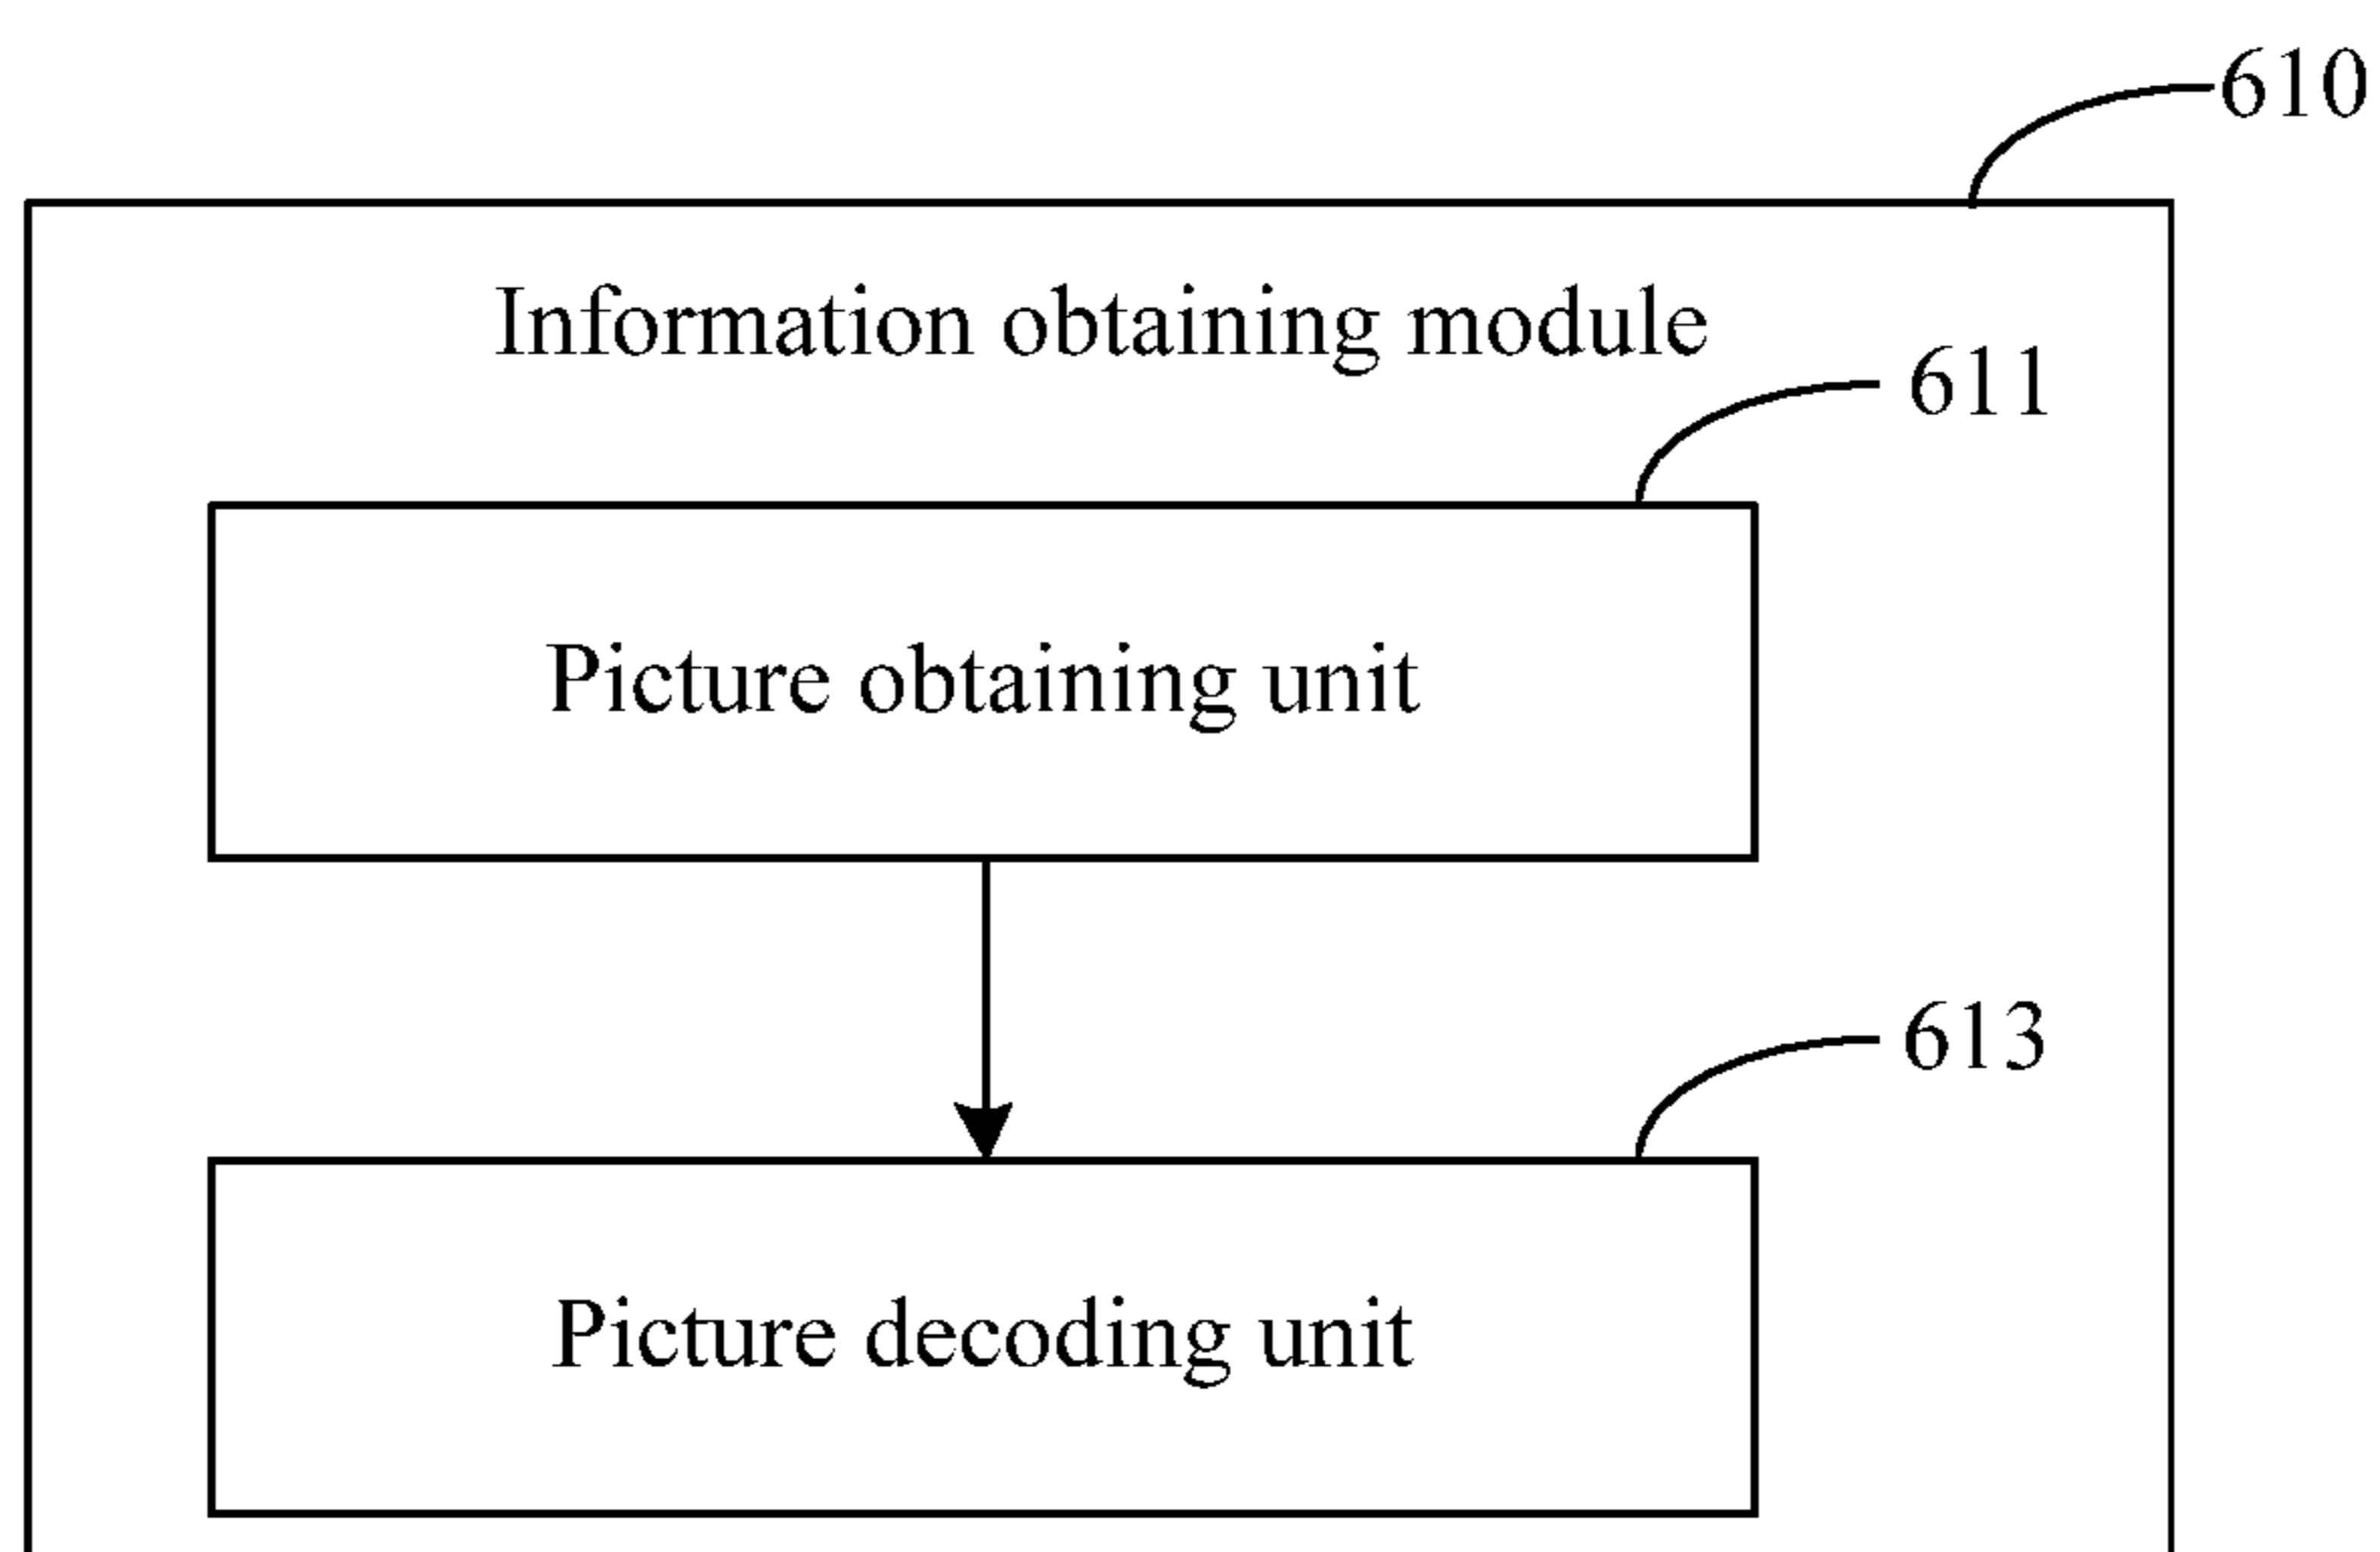 610
Information obtaining module
611
Picture obtaining unit
613
Picture decoding unit